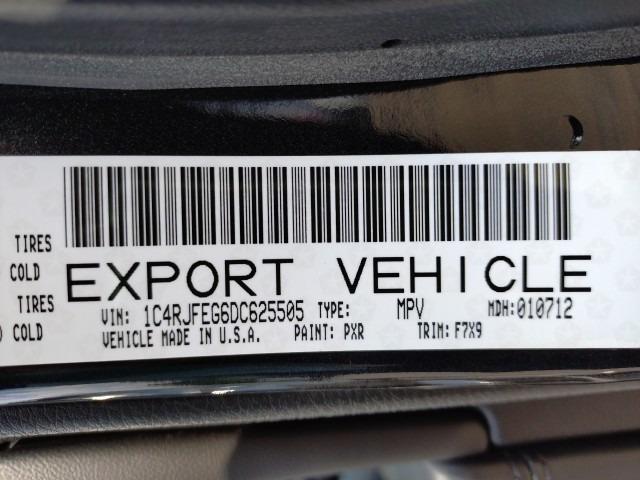 TIRES
COLD
EXPORT VEHICLE
TIRES
VIN: 1C4RJFEG6DC625505 TYPE: MPV MDH:010712
COLD
VEHICLE MADE IN U.S.A. PAINT: PXR TRIM: F7X9